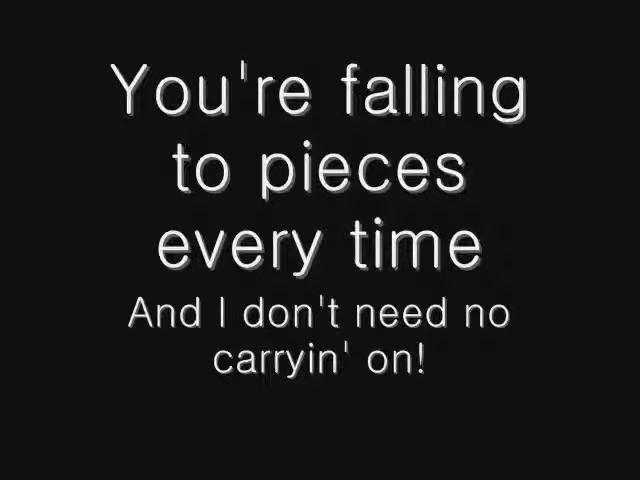 You're falling
to pieces
every time
And I don't need no
carryin' on!